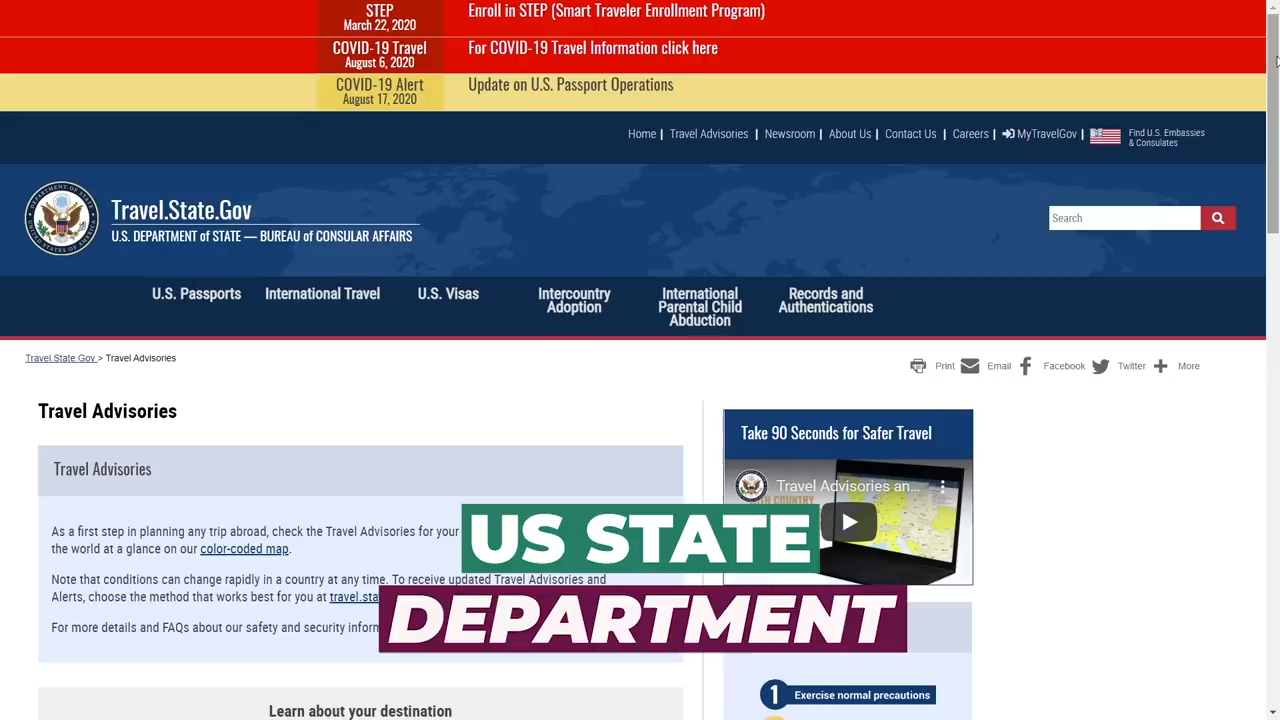 STEP
March 22, 2020
Enroll in STEP (Smart Traveler Enrollment Program)
COVID-19 Travel
August 6, 2020
For COVID-19 Travel Information click here
COVID-19 Alert
August 17, 2020
Update on U.S. Passport Operations
Home | Travel Advisories | Newsroom | About Us | Contact Us | Careers | MyTravelGov |
Find U.S. Embassies
& Consulates
Travel.State.Gov
U.S. DEPARTMENT of STATE — BUREAU of CONSULAR AFFAIRS
Search
U.S. Passports
International Travel
U.S. Visas
Intercountry
Adoption
International
Parental Child
Abduction
Records and
Authentications
Travel.State.Gov > Travel Advisories
Print
Email
Facebook
Twitter
More
Travel Advisories
Travel Advisories
As a first step in planning any trip abroad, check the Travel Advisories for your
the world at a glance on our color-coded map.
Note that conditions can change rapidly in a country at any time. To receive updated Travel Advisories and
Alerts, choose the method that works best for you at travel.sta
For more details and FAQs about our safety and security inform
Learn about your destination
Take 90 Seconds for Safer Travel
Travel Advisories an...
COUNTRY
US STATE
DEPARTMENT
1 Exercise normal precautions